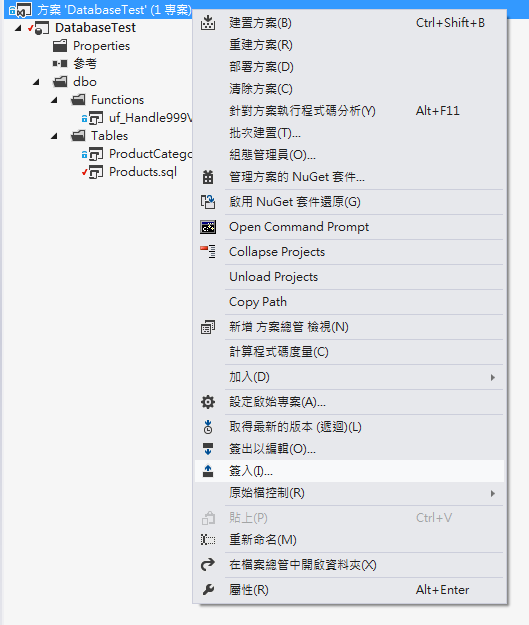 方案 'DatabaseTest' (1 專案)
DatabaseTest
Properties
參考
dbo
Functions
uf_Handle999V
Tables
ProductCatego
Products.sql
建置方案(B) Ctrl+Shift+B
重建方案(R)
部署方案(D)
清除方案(C)
針對方案執行程式碼分析(Y) Alt+F11
批次建置(T)...
組態管理員(O)...
管理方案的 NuGet 套件...
啟用 NuGet 套件還原(G)
Open Command Prompt
Collapse Projects
Unload Projects
Copy Path
新增 方案總管 檢視(N)
計算程式碼度量(C)
加入(D)
設定啟始專案(A)...
取得最新的版本 (遞迴)(L)
簽出以編輯(O)...
簽入(I)...
原始檔控制(R)
貼上(P) Ctrl+V
重新命名(M)
在檔案總管中開啟資料夾(X)
屬性(R) Alt+Enter